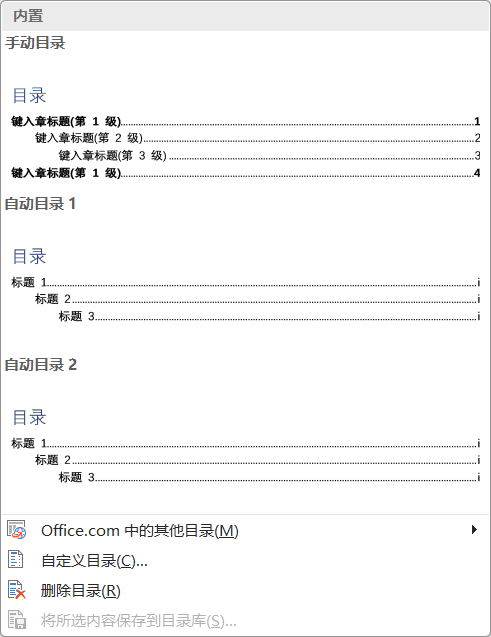 内置
手动目录
目录
键入章标题(第 1 级)........................................................1
键入章标题(第 2 级)........................................................2
键入章标题(第 3 级)........................................................3
键入章标题(第 1 级)........................................................4
自动目录 1
目录
标题 1........................................................i
标题 2........................................................i
标题 3........................................................i
自动目录 2
目录
标题 1........................................................i
标题 2........................................................i
标题 3........................................................i
Office.com 中的其他目录(M)
自定义目录(C)...
删除目录(R)
将所选内容保存到目录库(S)...